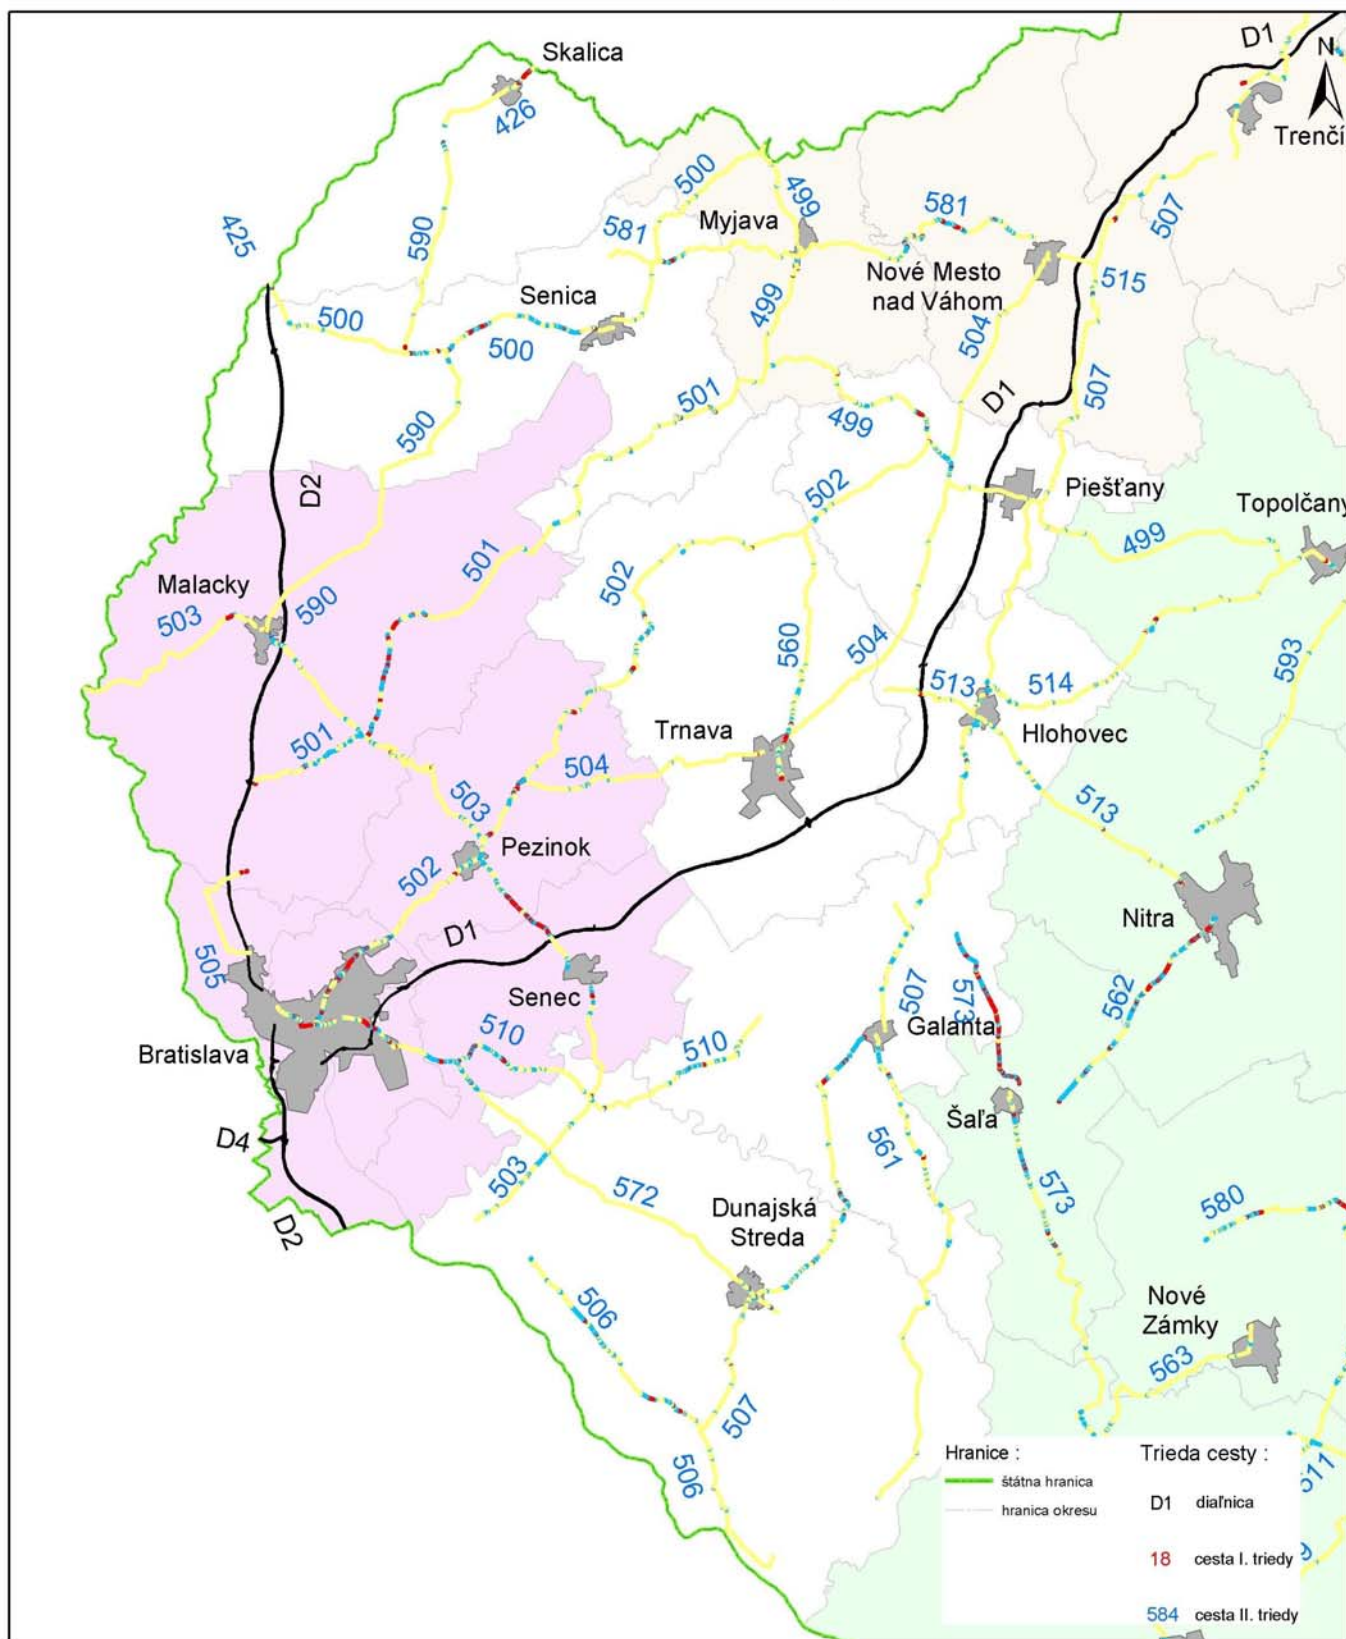 Skalica
D1
N
426
Trenčí
500
499
425
581
Myjava
581
507
590
Nové Mesto
nad Váhom
515
Senica
499
500
500
504
501
D1
507
590
499
D2
502
Piešťany
Topolčany
499
501
502
Malacky
590
503
560
504
593
513
514
Trnava
Hlohovec
501
504
503
513
Pezinok
502
Nitra
D1
505
Senec
507
573
562
510
Galanta
510
Bratislava
Šaľa
D4
561
503
572
573
Dunajská
Streda
580
D2
506
Nové
Zámky
563
507
506
Hranice :
Trieda cesty :
štátna hranica
511
D1 diaľnica
hranica okresu
18 cesta I. triedy
9
584 cesta II. triedy